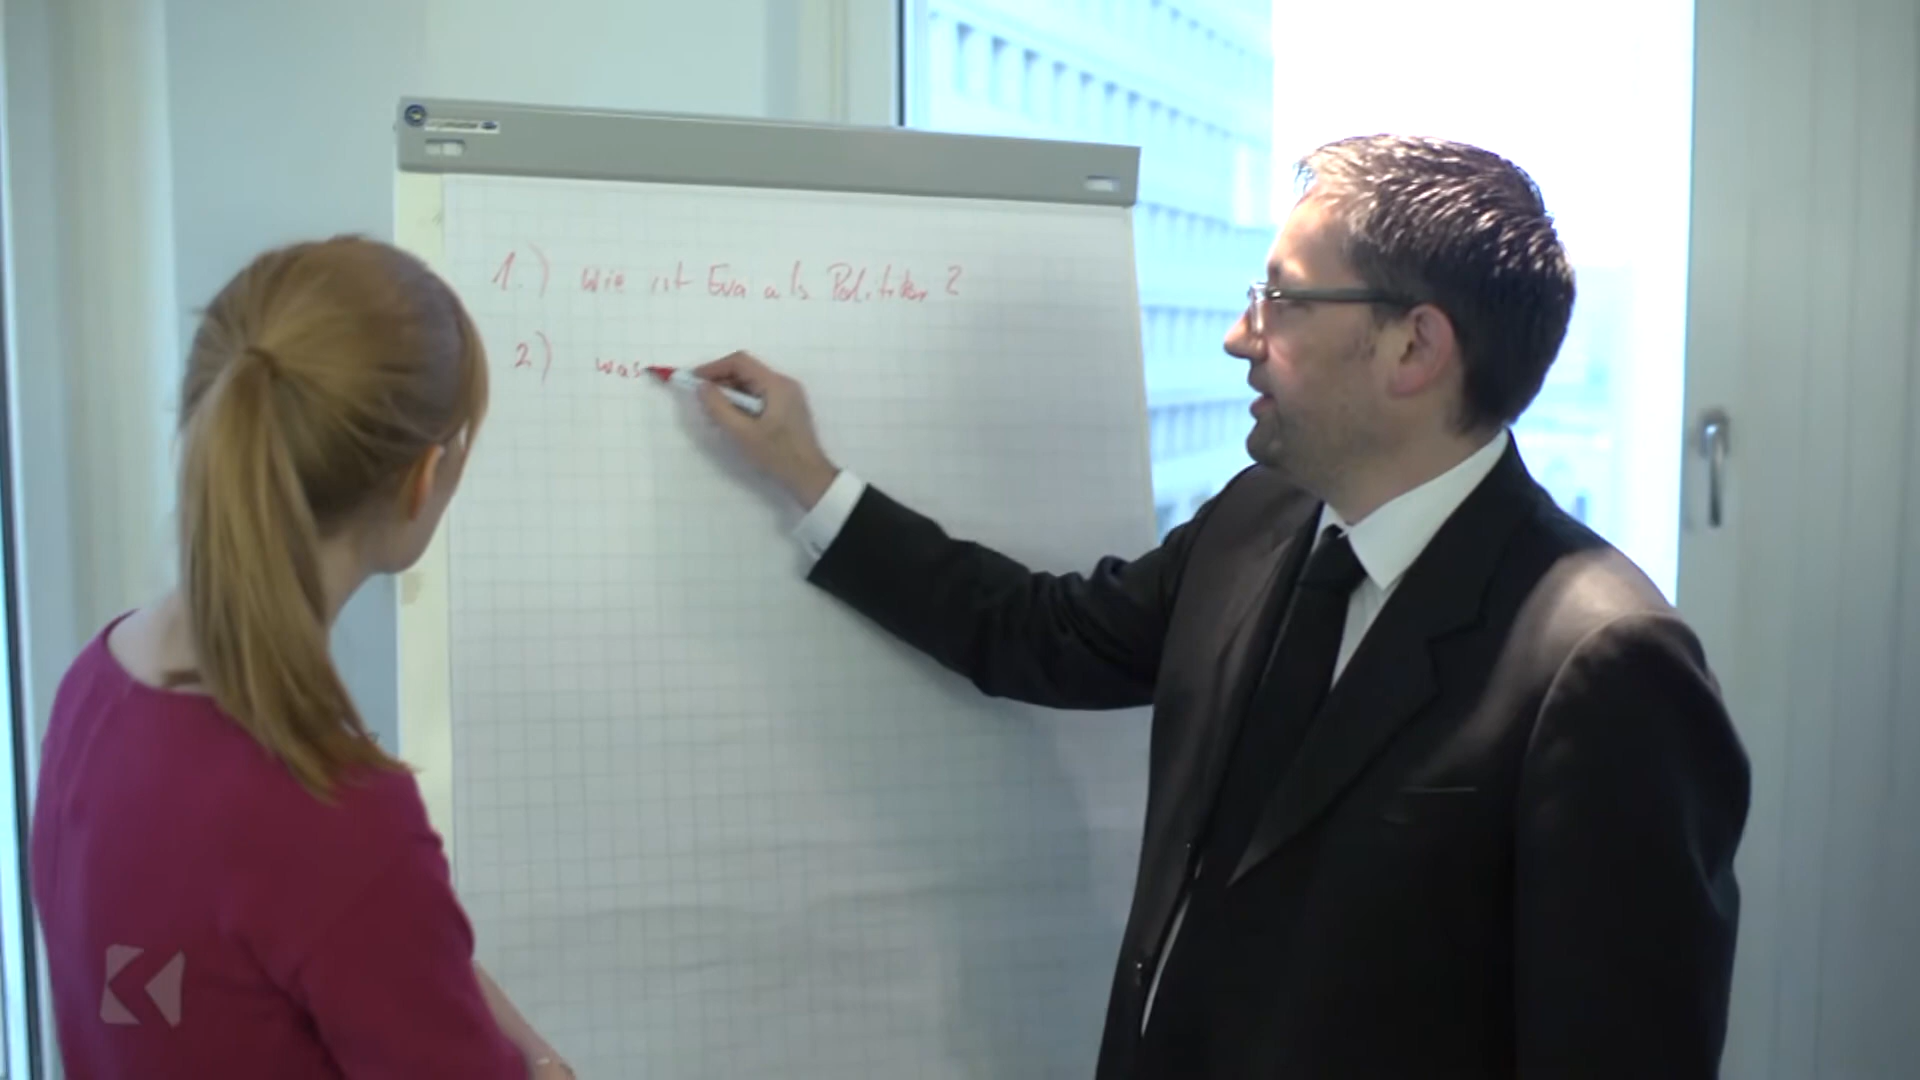 1.) Wie ist Eva als Politiker?
2.) was